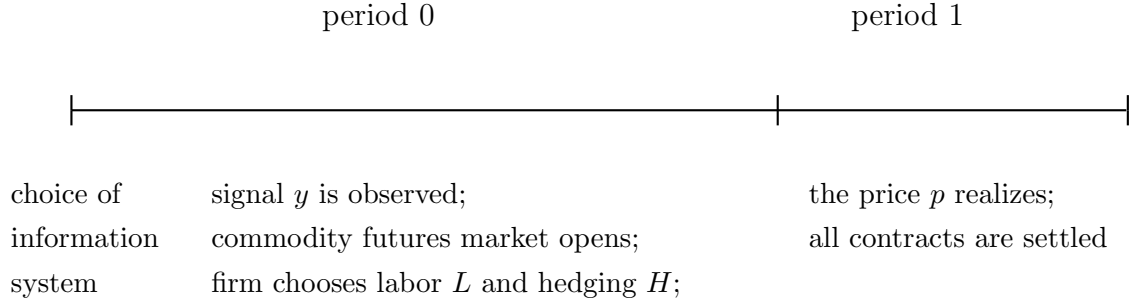 period 0 period 1
choice of signal y is observed; the price p realizes;
information commodity futures market opens; all contracts are settled
system firm chooses labor L and hedging H;